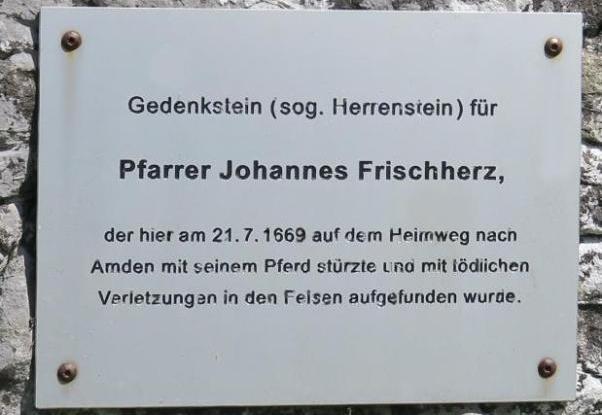 Gedenkstein (sog. Herrenstein) für
Pfarrer Johannes Frischherz,
der hier am 21.7.1669 auf dem Heimweg nach
Amden mit seinem Pferd stürzte und mit tödlichen
Verletzungen in den Felsen aufgefunden wurde.